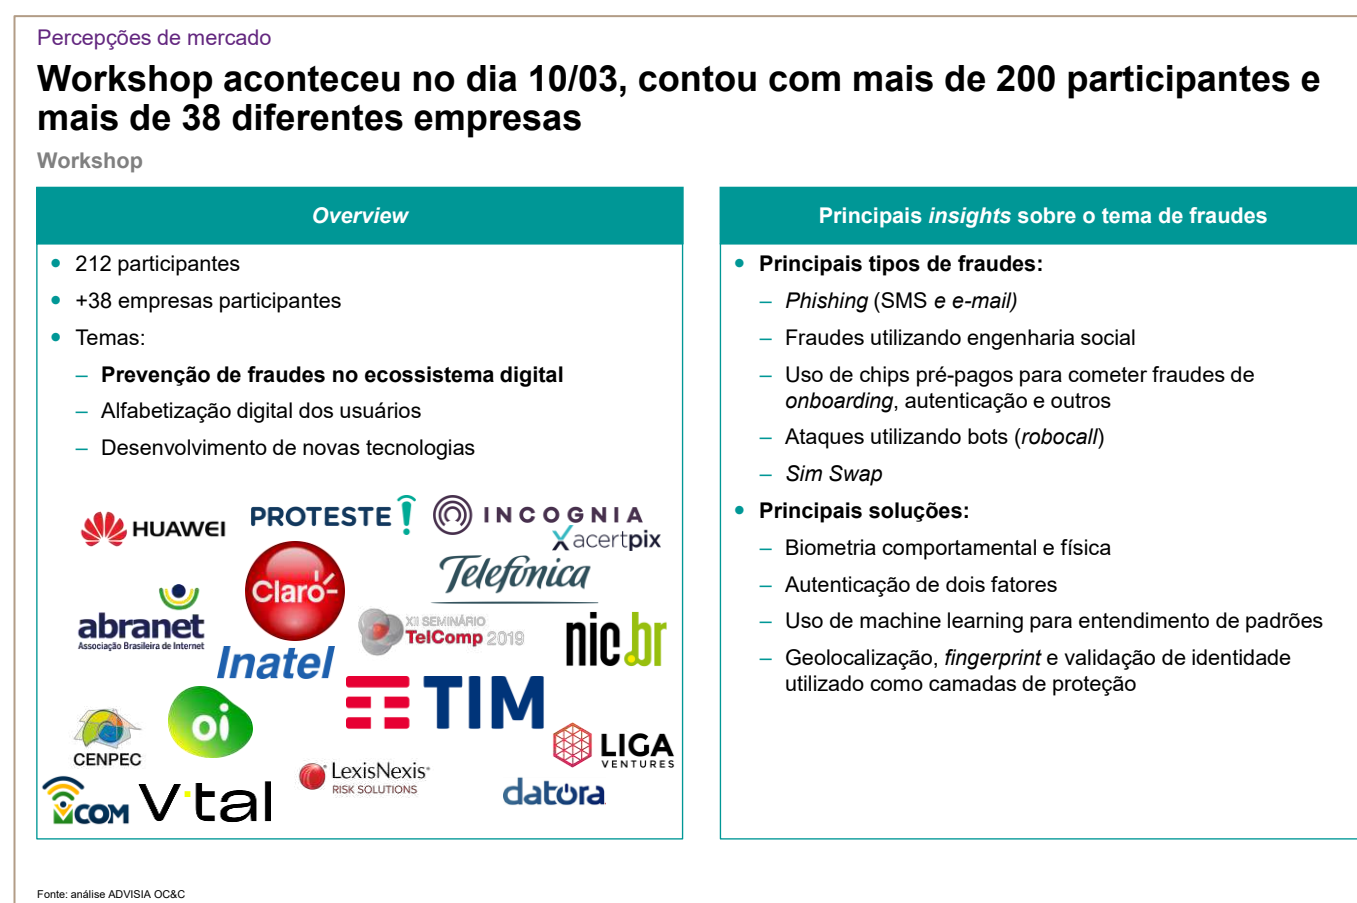 Percepções de mercado
Workshop aconteceu no dia 10/03, contou com mais de 200 participantes e
mais de 38 diferentes empresas
Workshop
Overview
• 212 participantes
• +38 empresas participantes
• Temas:
– Prevenção de fraudes no ecossistema digital
– Alfabetização digital dos usuários
– Desenvolvimento de novas tecnologias
HUAWEI
PROTESTE
INCOGNIA
acertpix
Claro
Telefónica
abranet
Associação Brasileira de Internet
XII SEMINÁRIO
TelComp 2019
nic.br
Inatel
oi
TIM
CENPEC
LIGA
VENTURES
LexisNexis
RISK SOLUTIONS
COM
V·tal
datora
Principais insights sobre o tema de fraudes
• Principais tipos de fraudes:
– Phishing (SMS e e-mail)
– Fraudes utilizando engenharia social
– Uso de chips pré-pagos para cometer fraudes de
onboarding, autenticação e outros
– Ataques utilizando bots (robocall)
– Sim Swap
• Principais soluções:
– Biometria comportamental e física
– Autenticação de dois fatores
– Uso de machine learning para entendimento de padrões
– Geolocalização, fingerprint e validação de identidade
utilizado como camadas de proteção
Fonte: análise ADVISIA OC&C